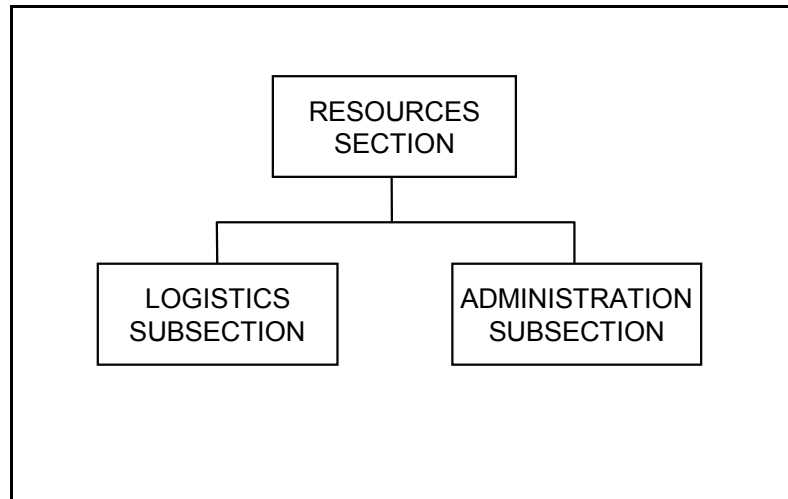 RESOURCES
SECTION
LOGISTICS
SUBSECTION
ADMINISTRATION
SUBSECTION